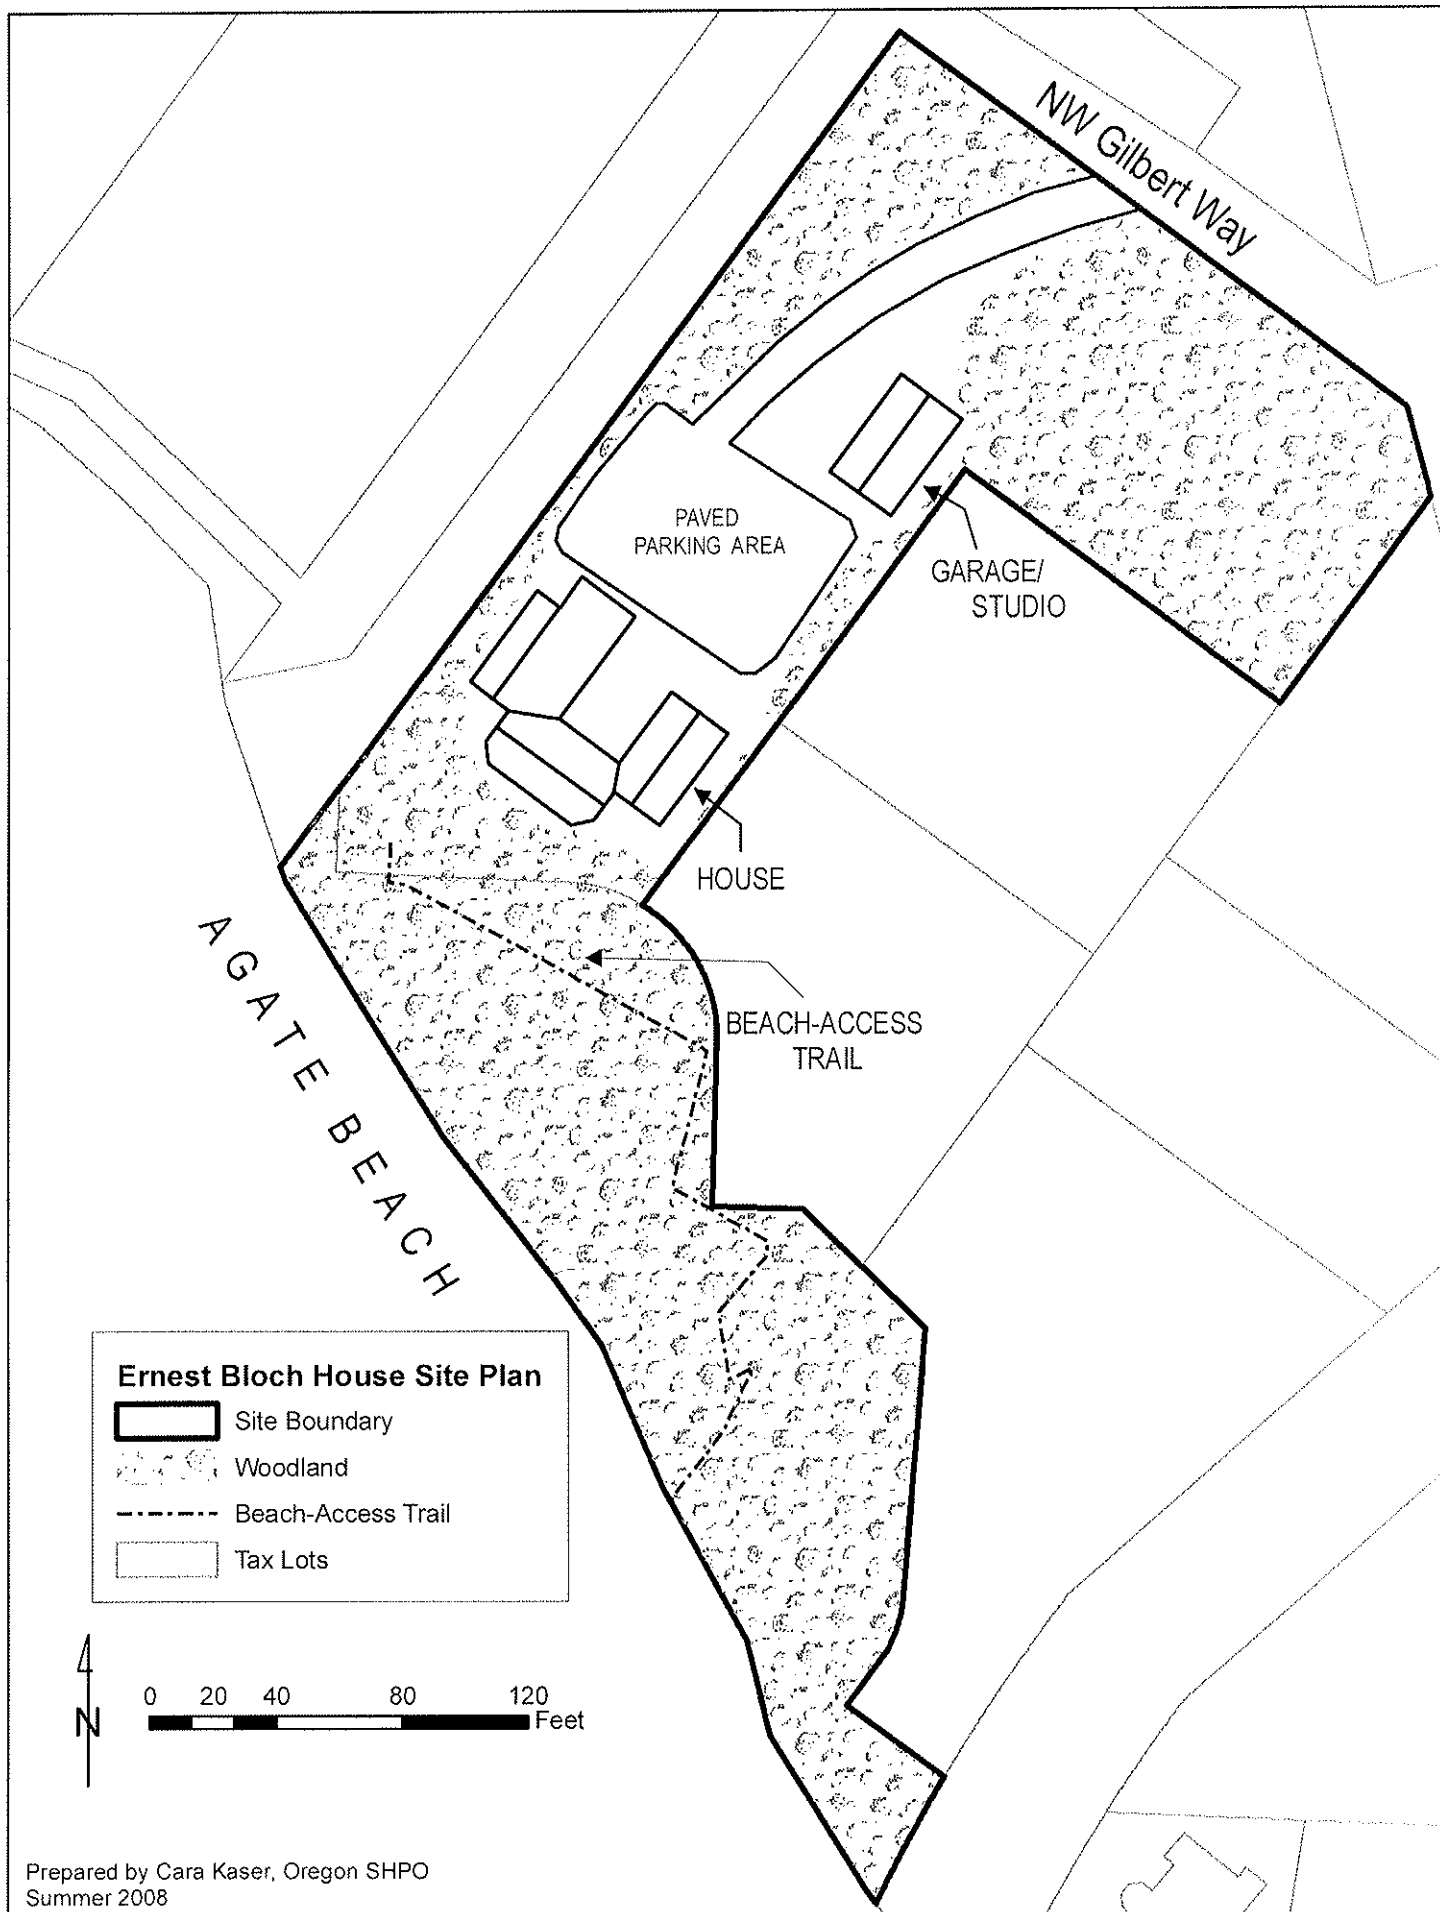 NW Gilbert Way
PAVED
PARKING AREA
GARAGE/
STUDIO
HOUSE
AGATE BEACH
BEACH-ACCESS
TRAIL
Ernest Bloch House Site Plan
Site Boundary
Woodland
Beach-Access Trail
Tax Lots
N
0 20 40 80 120
Feet
Prepared by Cara Kaser, Oregon SHPO
Summer 2008